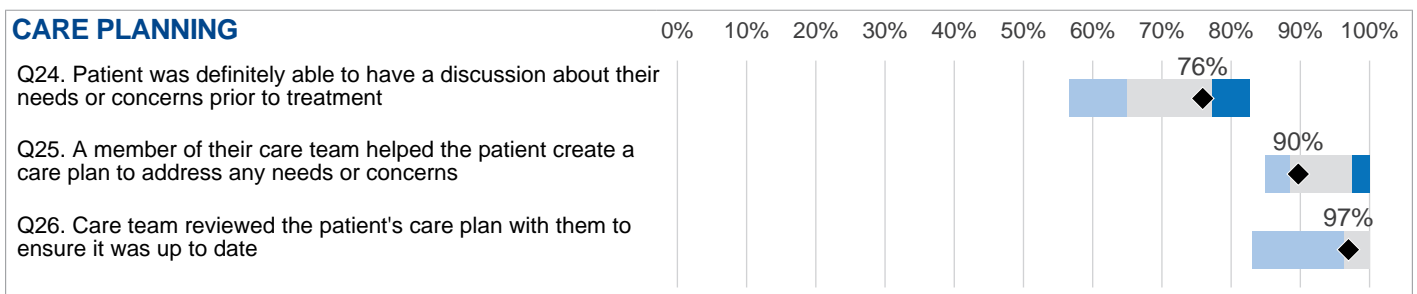 CARE PLANNING
0% 10% 20% 30% 40% 50% 60% 70% 80% 90% 100%
Q24. Patient was definitely able to have a discussion about their
needs or concerns prior to treatment
76%
Q25. A member of their care team helped the patient create a
care plan to address any needs or concerns
90%
Q26. Care team reviewed the patient's care plan with them to
ensure it was up to date
97%